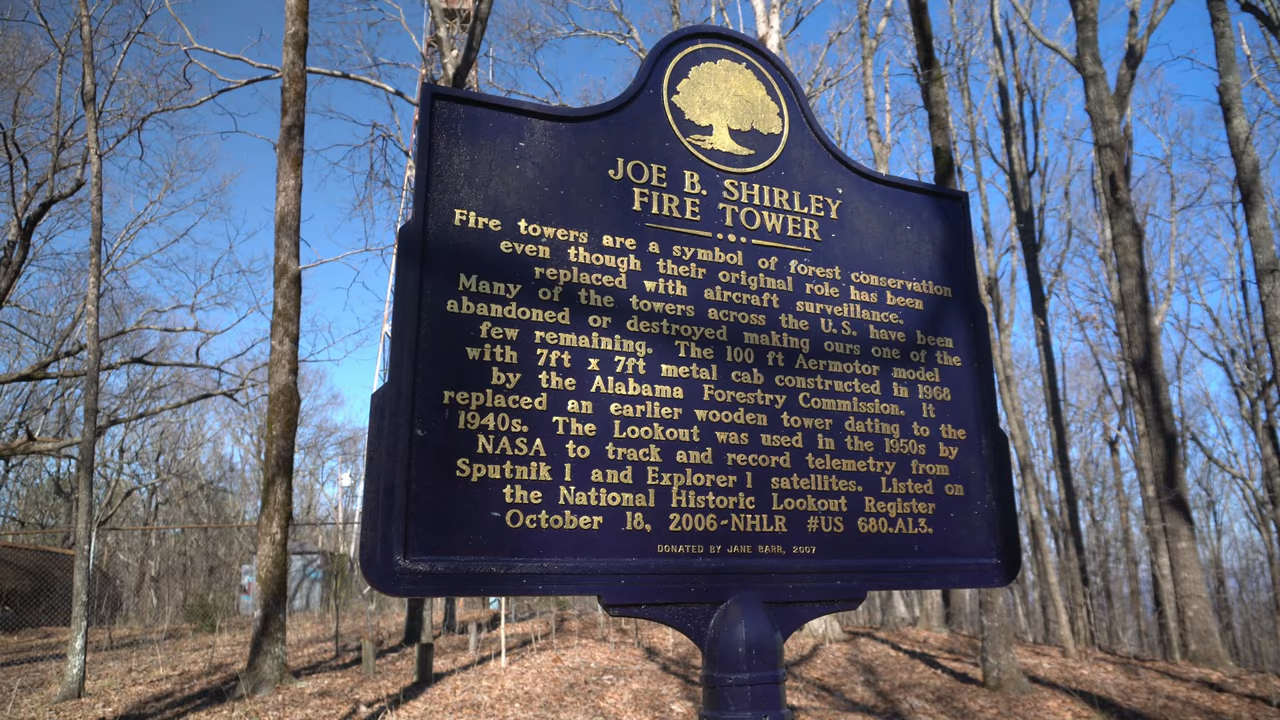 JOE B. SHIRLEY
FIRE TOWER
Fire towers are a symbol of forest conservation
even though their original role has been
replaced with aircraft surveillance.
Many of the towers across the U.S. have been
abandoned or destroyed making ours one of the
few remaining. The 100 ft Aermotor model
with 7ft x 7ft metal cab constructed in 1968
by the Alabama Forestry Commission. It
replaced an earlier wooden tower dating to the
1940s. The Lookout was used in the 1950s by
NASA to track and record telemetry from
Sputnik 1 and Explorer 1 satellites. Listed on
the National Historic Lookout Register
October 18, 2006-NHLR #US 680.AL3.
DONATED BY JANE BARR, 2007